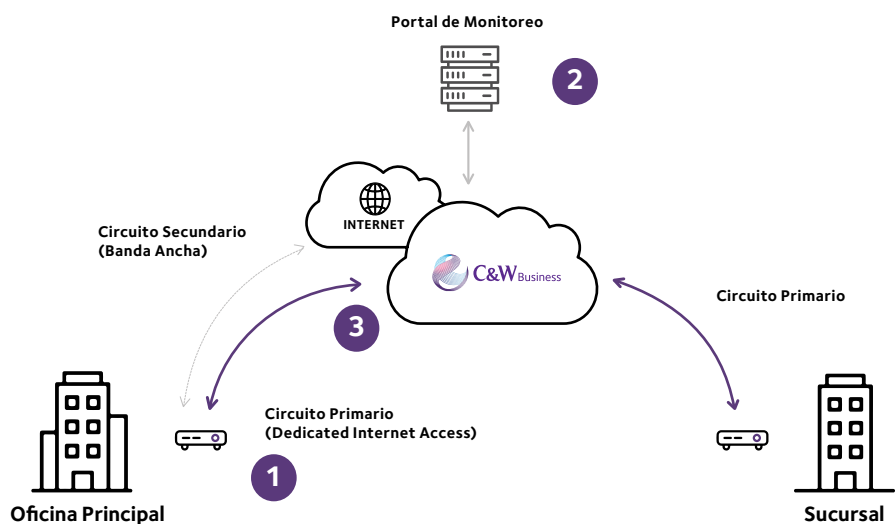 Portal de Monitoreo
2
INTERNET
Circuito Secundario
(Banda Ancha)
C&W Business
Circuito Primario
3
Circuito Primario
(Dedicated Internet Access)
1
Oficina Principal
Sucursal